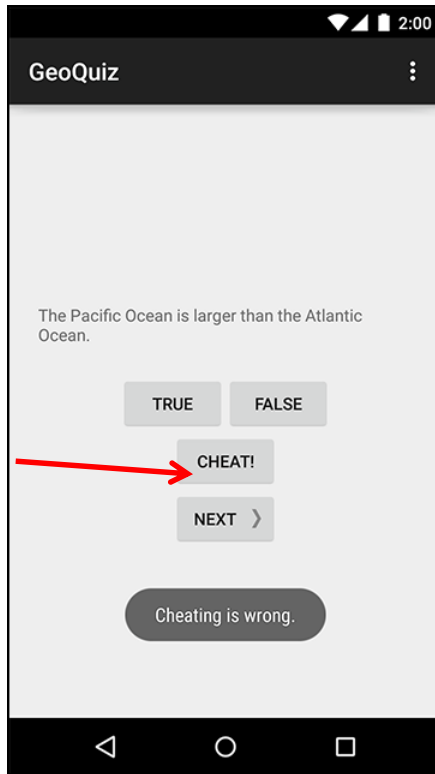 2:00
GeoQuiz
The Pacific Ocean is larger than the Atlantic
Ocean.
TRUE FALSE
CHEAT!
NEXT
Cheating is wrong.